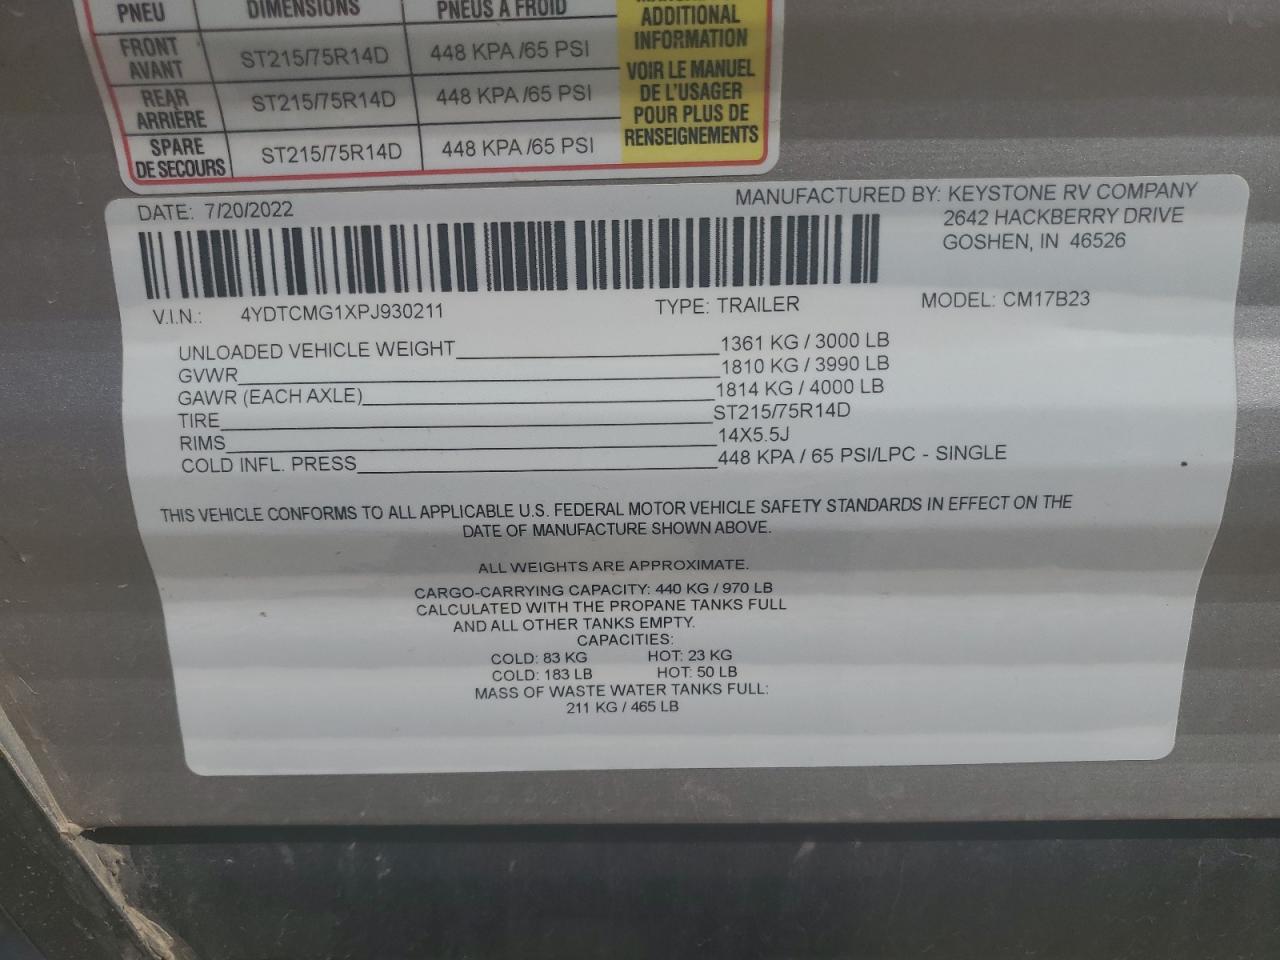 PNEU DIMENSIONS PNEUS À FROID
ADDITIONAL
INFORMATION
VOIR LE MANUEL
DE L'USAGER
POUR PLUS DE
RENSEIGNEMENTS
FRONT
AVANT ST215/75R14D 448 KPA /65 PSI
REAR
ARRIÈRE ST215/75R14D 448 KPA /65 PSI
SPARE
DE SECOURS ST215/75R14D 448 KPA /65 PSI
DATE: 7/20/2022 MANUFACTURED BY: KEYSTONE RV COMPANY
2642 HACKBERRY DRIVE
GOSHEN, IN 46526
V.I.N.: 4YDTCMG1XPJ930211 TYPE: TRAILER MODEL: CM17B23
UNLOADED VEHICLE WEIGHT 1361 KG / 3000 LB
GVWR 1810 KG / 3990 LB
GAWR (EACH AXLE) 1814 KG / 4000 LB
TIRE ST215/75R14D
RIMS 14X5.5J
COLD INFL. PRESS 448 KPA / 65 PSI/LPC - SINGLE
THIS VEHICLE CONFORMS TO ALL APPLICABLE U.S. FEDERAL MOTOR VEHICLE SAFETY STANDARDS IN EFFECT ON THE
DATE OF MANUFACTURE SHOWN ABOVE.
ALL WEIGHTS ARE APPROXIMATE.
CARGO-CARRYING CAPACITY: 440 KG / 970 LB
CALCULATED WITH THE PROPANE TANKS FULL
AND ALL OTHER TANKS EMPTY.
CAPACITIES:
COLD: 83 KG HOT: 23 KG
COLD: 183 LB HOT: 50 LB
MASS OF WASTE WATER TANKS FULL:
211 KG / 465 LB